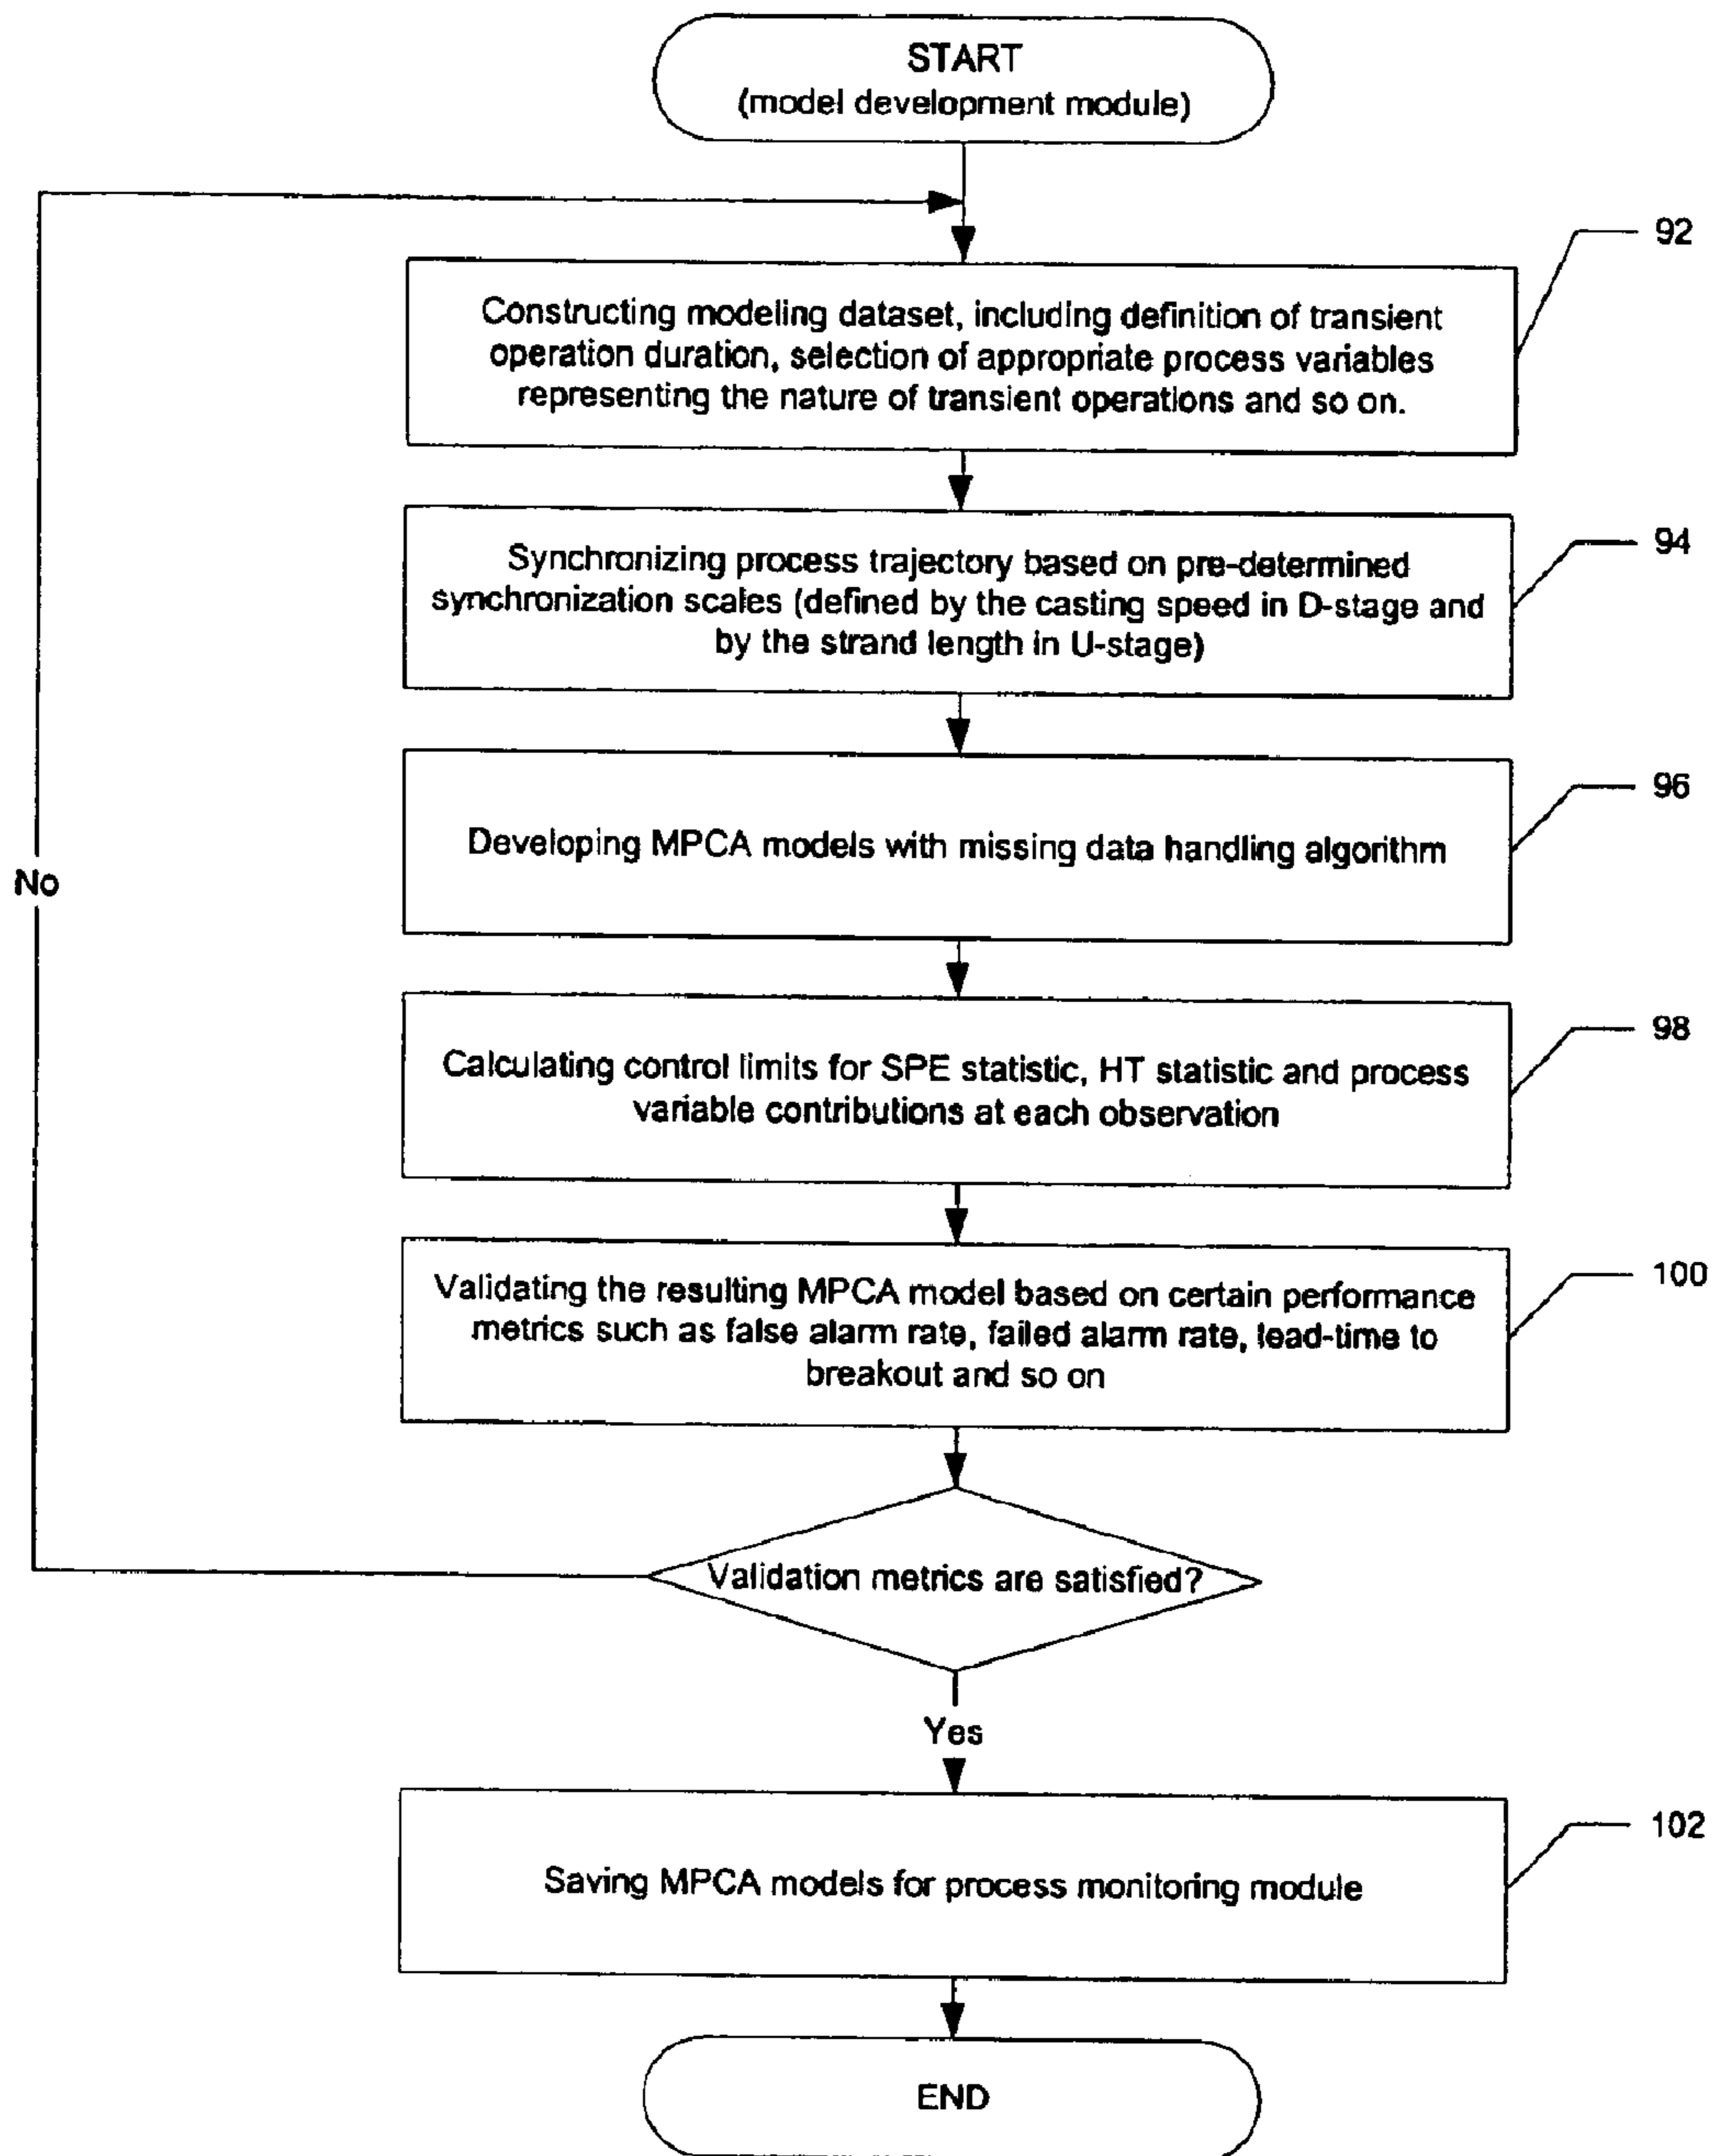 START
(model development module)
92
Constructing modeling dataset, including definition of transient
operation duration, selection of appropriate process variables
representing the nature of transient operations and so on.
94
Synchronizing process trajectory based on pre-determined
synchronization scales (defined by the casting speed in D-stage and
by the strand length in U-stage)
96
Developing MPCA models with missing data handling algorithm
No
98
Calculating control limits for SPE statistic, HT statistic and process
variable contributions at each observation
100
Validating the resulting MPCA model based on certain performance
metrics such as false alarm rate, failed alarm rate, lead-time to
breakout and so on
Validation metrics are satisfied?
Yes
102
Saving MPCA models for process monitoring module
END